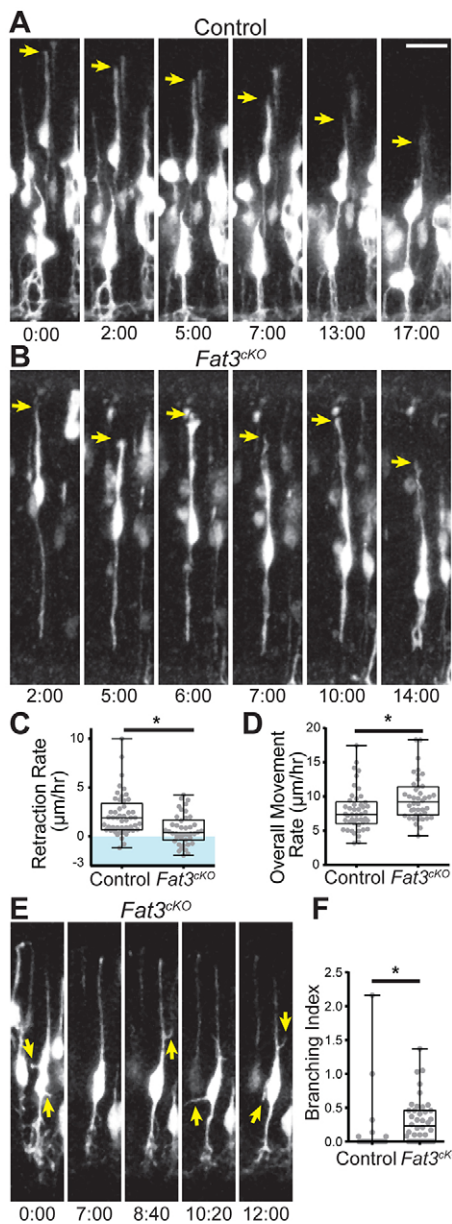 A
Control
0:00 2:00 5:00 7:00 13:00 17:00
B
Fat3cKO
2:00 5:00 6:00 7:00 10:00 14:00
C
Retraction Rate
(µm/hr)
10
5
0
-3
*
Control Fat3cKO
D
Overall Movement
Rate (µm/hr)
20
15
10
5
0
*
Control Fat3cKO
E
Fat3cKO
0:00 7:00 8:40 10:20 12:00
F
Branching Index
2.5
2.0
1.5
1.0
0.5
0.0
*
Control Fat3cK